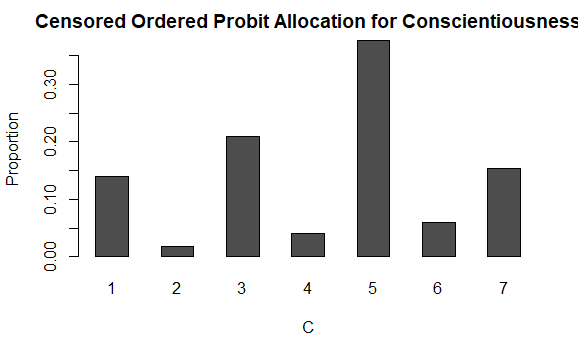 Censored Ordered Probit Allocation for Conscientiousness
Proportion
0.30
0.20
0.10
0.00
1 2 3 4 5 6 7
C